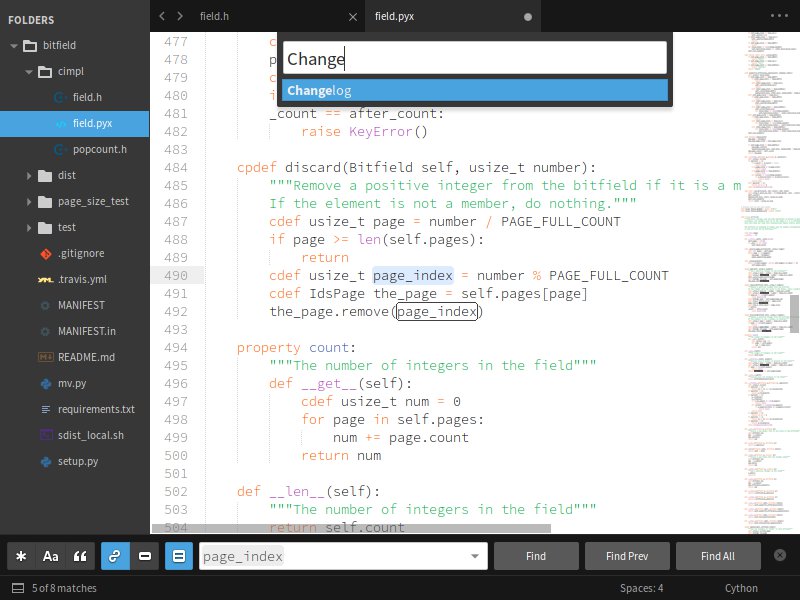 FOLDERS
bitfield
cimpl
field.h
field.pyx
popcount.h
dist
page_size_test
test
.gitignore
.travis.yml
MANIFEST
MANIFEST.in
README.md
mv.py
requirements.txt
sdist_local.sh
setup.py
field.h
field.pyx
Change
Changelog
477 c
478 p
479 c
480 i
481 _count == after_count:
482 raise KeyError()
483
484 cpdef discard(Bitfield self, usize_t number):
485 """Remove a positive integer from the bitfield if it is a m
486 If the element is not a member, do nothing."""
487 cdef usize_t page = number / PAGE_FULL_COUNT
488 if page >= len(self.pages):
489 return
490 cdef usize_t page_index = number % PAGE_FULL_COUNT
491 cdef IdsPage the_page = self.pages[page]
492 the_page.remove(page_index)
493
494 property count:
495 """The number of integers in the field"""
496 def __get__(self):
497 cdef usize_t num = 0
498 for page in self.pages:
499 num += page.count
500 return num
501
502 def __len__(self):
503 """The number of integers in the field"""
504 return self.count
Aa
page_index
Find
Find Prev
Find All
5 of 8 matches
Spaces: 4
Cython